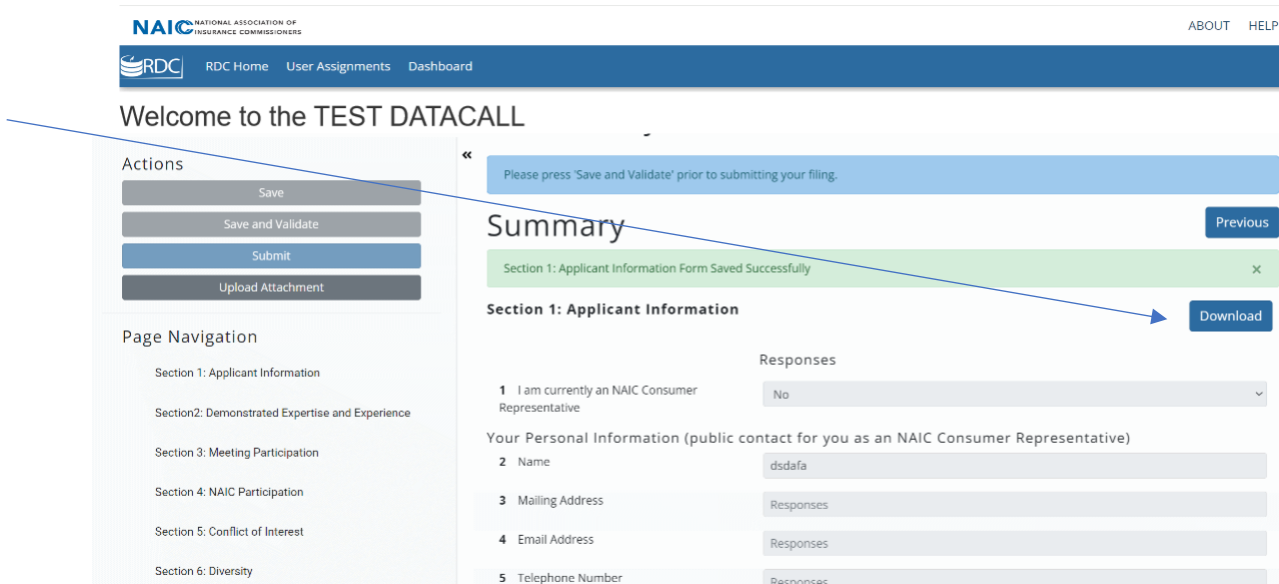 NAIC NATIONAL ASSOCIATION OF
INSURANCE COMMISSIONERS
ABOUT HELP
RDC RDC Home User Assignments Dashboard
Welcome to the TEST DATACALL
Actions
Save
Save and Validate
Submit
Upload Attachment
Page Navigation
Section 1: Applicant Information
Section2: Demonstrated Expertise and Experience
Section 3: Meeting Participation
Section 4: NAIC Participation
Section 5: Conflict of Interest
Section 6: Diversity
«
Please press 'Save and Validate' prior to submitting your filing.
Summary
Previous
Section 1: Applicant Information Form Saved Successfully ×
Section 1: Applicant Information
Download
Responses
1 I am currently an NAIC Consumer
Representative
No
Your Personal Information (public contact for you as an NAIC Consumer Representative)
2 Name dsdafa
3 Mailing Address Responses
4 Email Address Responses
5 Telephone Number Responses